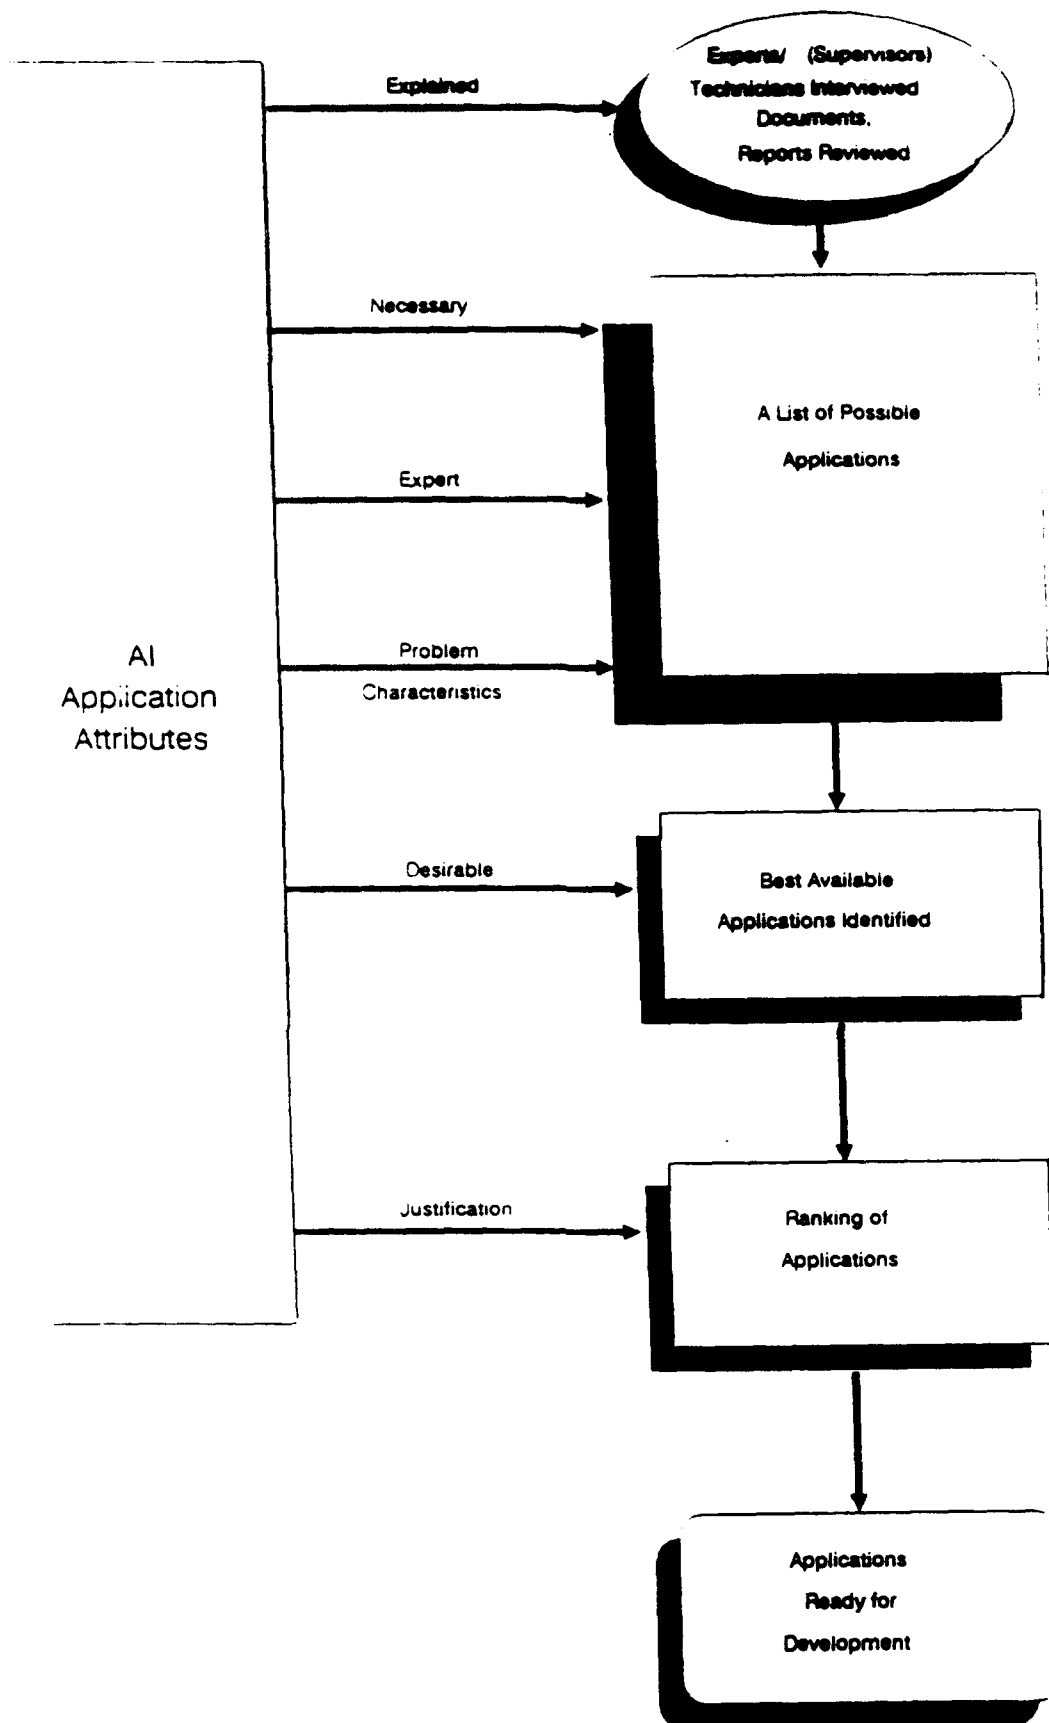 Experts/ (Supervisors)
Explained
Technicians Interviewed
Documents,
Reports Reviewed
Necessary
A List of Possible
Applications
Expert
AI
Application
Attributes
Problem
Characteristics
Desirable
Best Available
Applications Identified
Justification
Ranking of
Applications
Applications
Ready for
Development